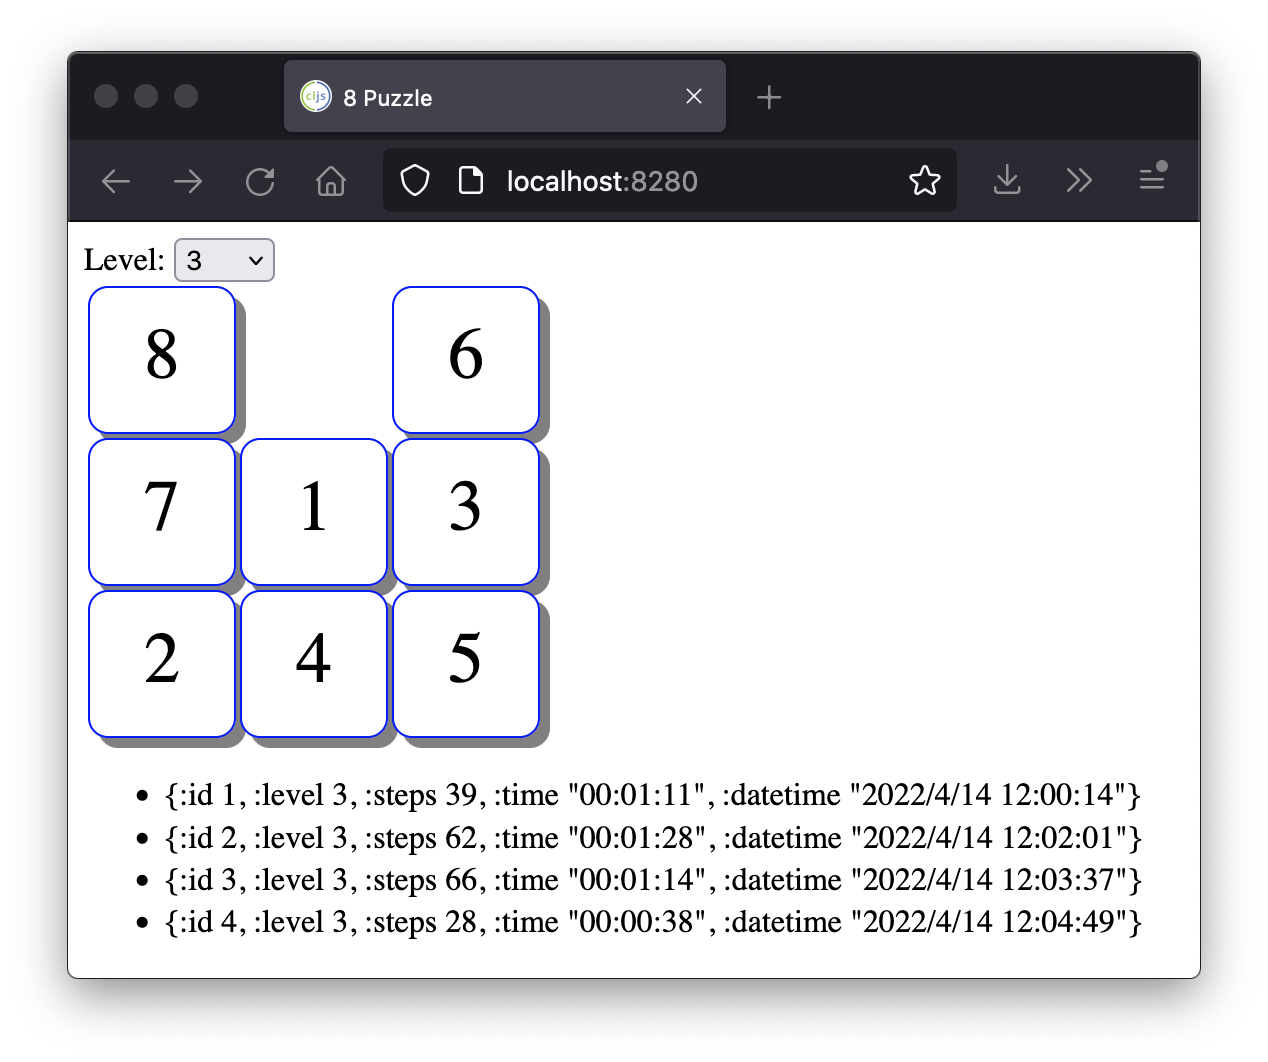 cljs 8 Puzzle
localhost:8280
Level: 3
8 6
7 1 3
2 4 5
{:id 1, :level 3, :steps 39, :time "00:01:11", :datetime "2022/4/14 12:00:14"}
{:id 2, :level 3, :steps 62, :time "00:01:28", :datetime "2022/4/14 12:02:01"}
{:id 3, :level 3, :steps 66, :time "00:01:14", :datetime "2022/4/14 12:03:37"}
{:id 4, :level 3, :steps 28, :time "00:00:38", :datetime "2022/4/14 12:04:49"}